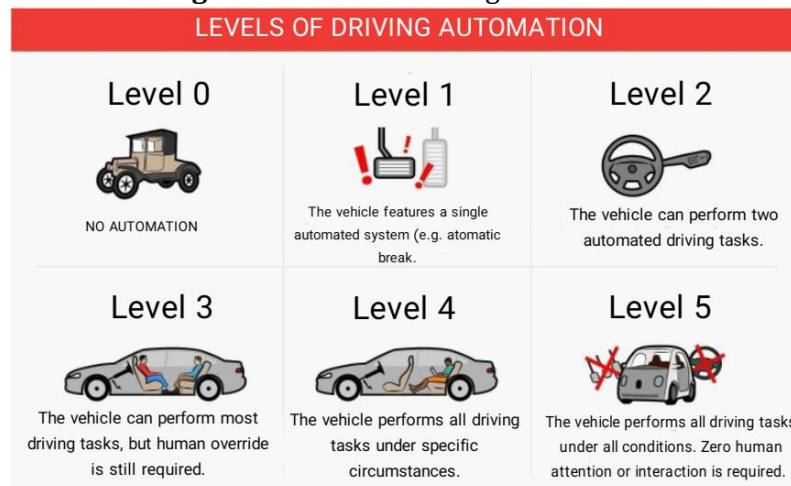 LEVELS OF DRIVING AUTOMATION
Level 0
NO AUTOMATION
Level 1
The vehicle features a single
automated system (e.g. atomatic
break.
Level 2
The vehicle can perform two
automated driving tasks.
Level 3
The vehicle can perform most
driving tasks, but human override
is still required.
Level 4
The vehicle performs all driving
tasks under specific
circumstances.
Level 5
The vehicle performs all driving tasks
under all conditions. Zero human
attention or interaction is required.